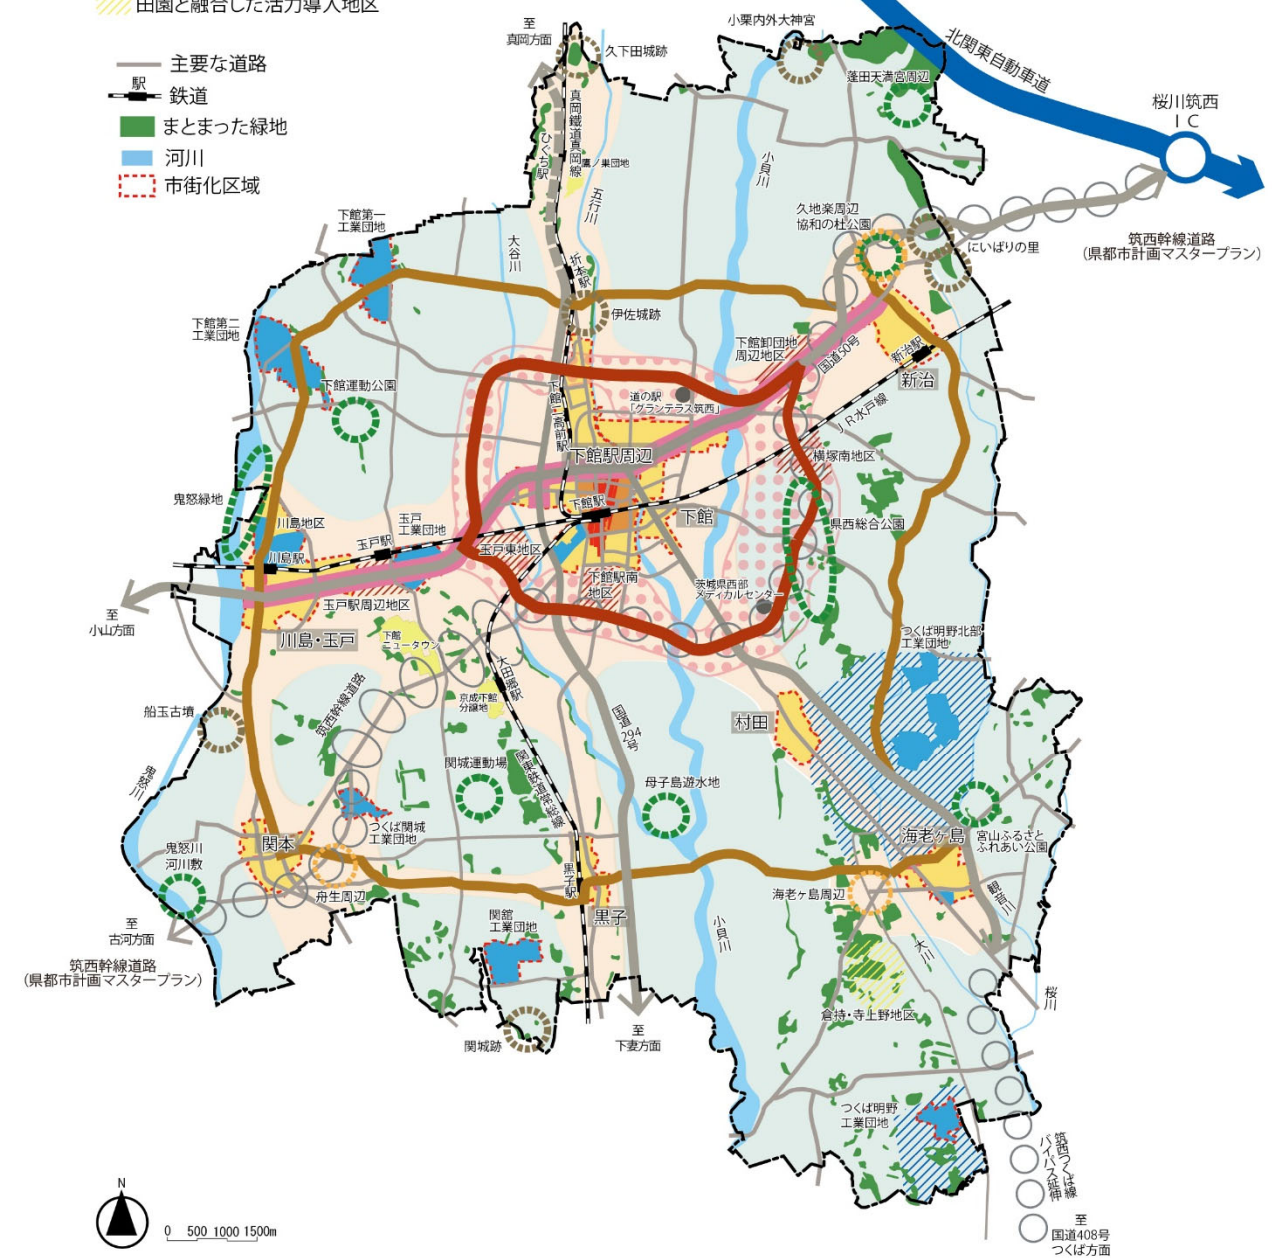 田園と融合した活力導入地区
主要な道路
駅
鉄道
まとまった緑地
河川
市街化区域
至
真岡方面
久下田城跡
小栗内外大神宮
蓬田天満宮周辺
北関東自動車道
桜川筑西
IC
筑西幹線道路
(県都市計画マスタープラン)
にいばりの里
久地楽周辺
協和の杜公園
小貝川
真岡鐵道真岡線
ひぐち駅
鷹ノ巣団地
五行川
大谷川
折本駅
伊佐城跡
下館第一
工業団地
下館第二
工業団地
下館運動公園
下館二高前駅
道の駅
「グランテラス筑西」
下館卸団地
周辺地区
国道50号
新治駅
新治
JR水戸線
横塚南地区
下館駅周辺
下館駅
下館
県西総合公園
鬼怒緑地
川島地区
川島駅
玉戸駅
玉戸
工業団地
玉戸東地区
下館駅南
地区
茨城県西部
メディカルセンター
玉戸駅周辺地区
至
小山方面
川島・玉戸
下館
ニュータウン
大田郷駅
京成下館
分譲地
筑西幹線道路
国道
294
号
船玉古墳
鬼怒川
関城運動場
関東鉄道常総線
母子島遊水地
村田
つくば明野北部
工業団地
つくば関城
工業団地
関本
鬼怒川
河川敷
舟生周辺
至
古河方面
筑西幹線道路
(県都市計画マスタープラン)
黒子駅
黒子
関舘
工業団地
関城跡
至
下妻方面
小貝川
海老ヶ島
海老ヶ島周辺
宮山ふるさと
ふれあい公園
観音川
大川
桜川
倉持・寺上野地区
つくば明野
工業団地
筑西つくば線
バイパス延伸
至
国道408号
つくば方面
N
0 500 1000 1500m